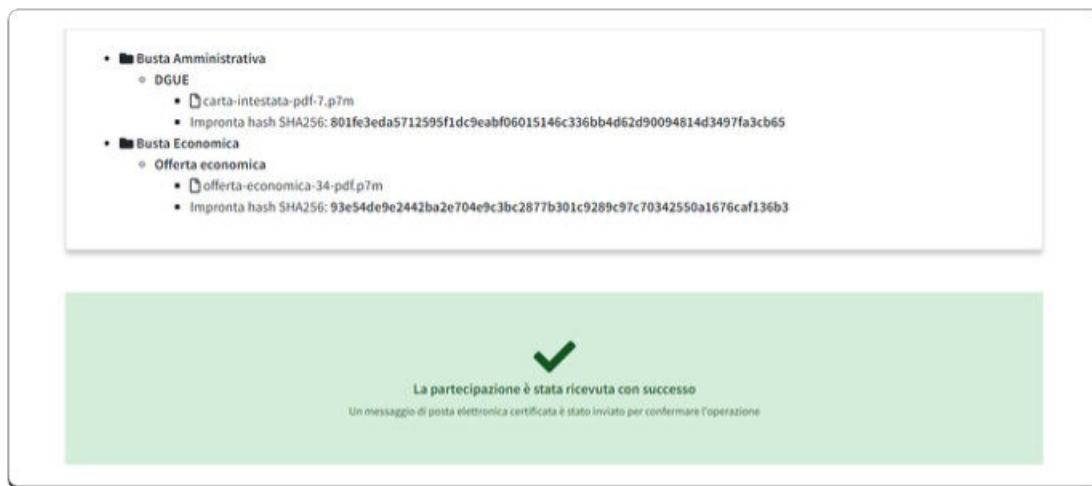 Busta Amministrativa
DGUE
carta-intestata-pdf-7.p7m
Impronta hash SHA256: 801fe3eda5712595f1dc9eabf06015146c336bb4d62d90094814d3497fa3cb65
Busta Economica
Offerta economica
offerta-economica-34-pdf.p7m
Impronta hash SHA256: 93e54de9e2442ba2e704e9c3bc2877b301c9289c97c70342550a1676caf136b3
La partecipazione è stata ricevuta con successo
Un messaggio di posta elettronica certificata è stato inviato per confermare l'operazione